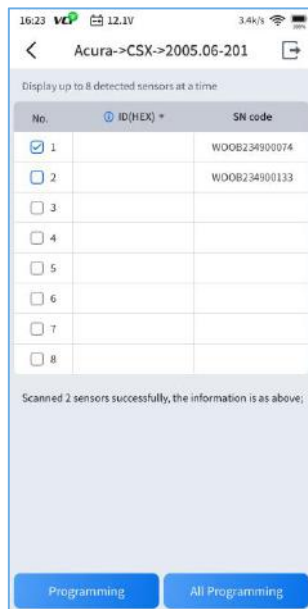 16:23 VCP 12.1V 3.4k/s
Acura->CSX->2005.06-201
Display up to 8 detected sensors at a time
No. ID(HEX) * SN code
1 WOOB234900074
2 WOOB234900133
3
4
5
6
7
8
Scanned 2 sensors successfully, the information is as above;
Programming All Programming